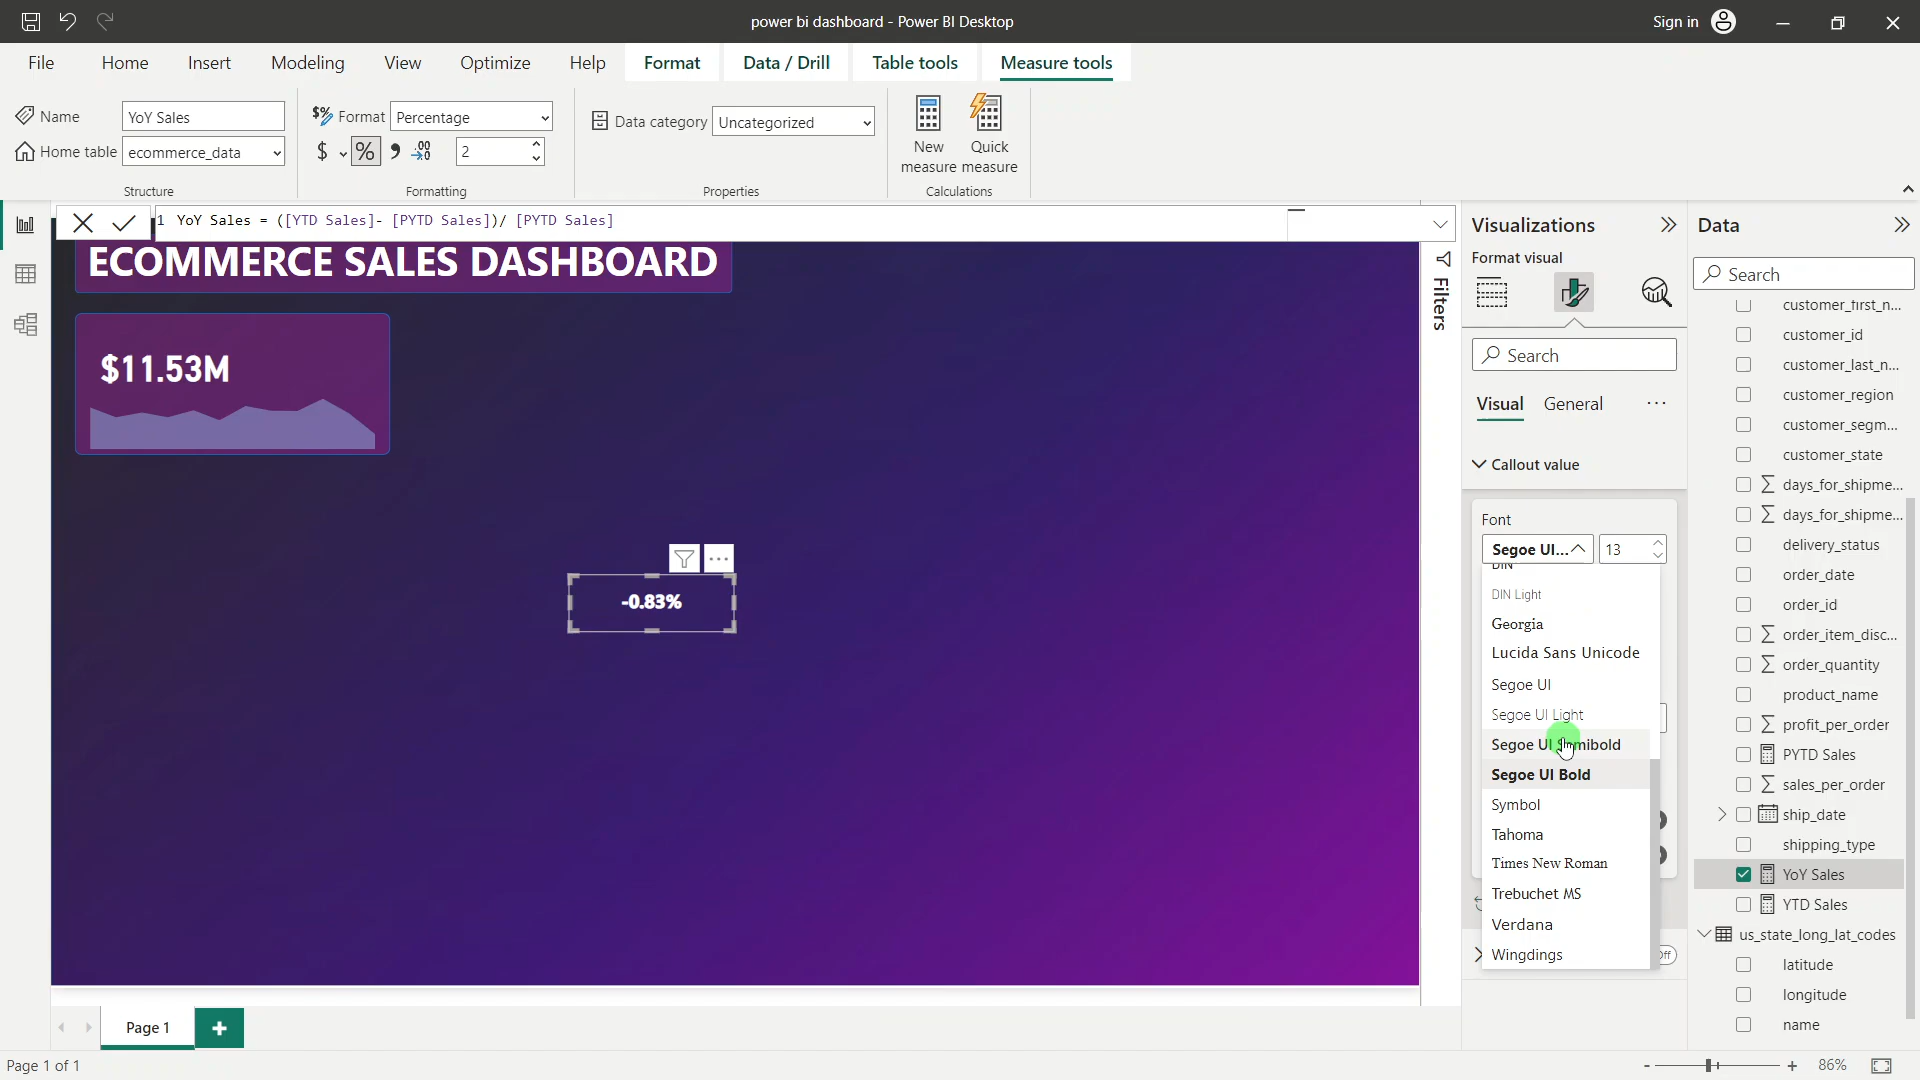 power bi dashboard - Power BI Desktop
Sign in
File Home Insert Modeling View Optimize Help Format Data / Drill Table tools Measure tools
Name YoY Sales
Home table ecommerce_data
Structure
$% Format Percentage
$ % 2
Formatting
Data category Uncategorized
Properties
New measure
Quick measure
Calculations
1 YoY Sales = ([YTD Sales]- [PYTD Sales])/ [PYTD Sales]
ECOMMERCE SALES DASHBOARD
$11.53M
-0.83%
Filters
Visualizations
Format visual
Search
Visual General ...
Callout value
Font
Segoe UI... 13
DIN
DIN Light
Georgia
Lucida Sans Unicode
Segoe UI
Segoe UI Light
Segoe UI Semibold
Segoe UI Bold
Symbol
Tahoma
Times New Roman
Trebuchet MS
Verdana
Wingdings
Off
Data
Search
customer_first_n...
customer_id
customer_last_n...
customer_region
customer_segm...
customer_state
days_for_shipme...
days_for_shipme...
delivery_status
order_date
order_id
order_item_disc...
order_quantity
product_name
profit_per_order
PYTD Sales
sales_per_order
ship_date
shipping_type
YoY Sales
YTD Sales
us_state_long_lat_codes
latitude
longitude
name
Page 1
Page 1 of 1
- + 86%